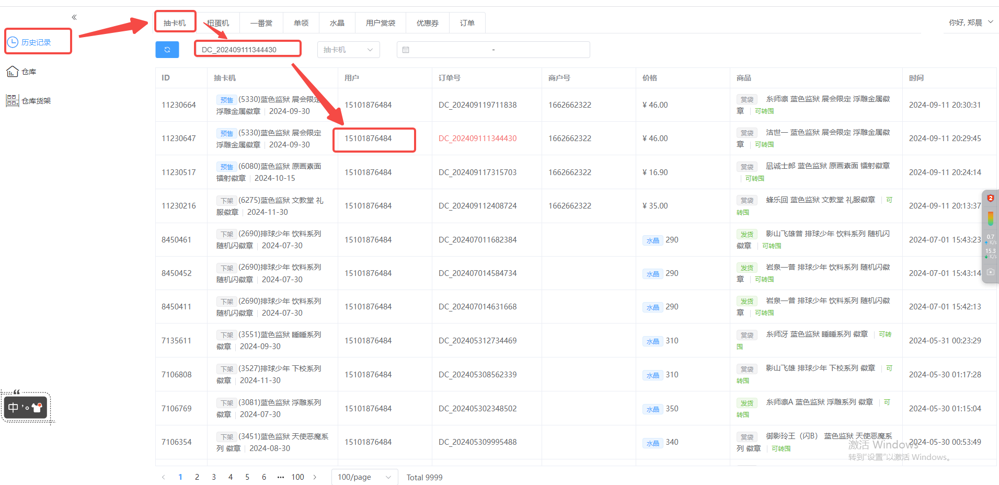 抽卡机
扭蛋机
一番赏
单领
水晶
用户赏袋
优惠券
订单
你好, 郑晨
历史记录
仓库
仓库货架
DC_202409111344430
抽卡机
-
ID
抽卡机
用户
订单号
商户号
价格
商品
时间
11230664
预售 (5330)蓝色监狱 展会限定
浮雕金属徽章 2024-09-30
15101876484
DC_202409119711838
1662662322
¥ 46.00
赏袋 糸师凛 蓝色监狱 展会限定 浮雕金属徽
章 可转囤
2024-09-11 20:30:31
11230647
预售 (5330)蓝色监狱 展会限定
浮雕金属徽章 2024-09-30
15101876484
DC_202409111344430
1662662322
¥ 46.00
赏袋 洁世一 蓝色监狱 展会限定 浮雕金属徽
章 可转囤
2024-09-11 20:29:45
11230517
预售 (6080)蓝色监狱 原画素面
镭射徽章 2024-10-15
15101876484
DC_202409117315703
1662662322
¥ 16.90
赏袋 凪诚士郎 蓝色监狱 原画素面 镭射徽章
可转囤
2024-09-11 20:24:14
11230216
下架 (6275)蓝色监狱 文教堂 礼
服徽章 2024-11-30
15101876484
DC_202409112408724
1662662322
¥ 35.00
赏袋 蜂乐回 蓝色监狱 文教堂 礼服徽章 可
转囤
2024-09-11 20:13:37
8450461
下架 (2690)排球少年 饮料系列
随机闪徽章 2024-07-30
15101876484
DC_202407011682384
水晶 290
发货 影山飞雄普 排球少年 饮料系列 随机闪
徽章 可转囤
2024-07-01 15:43:23
8450452
下架 (2690)排球少年 饮料系列
随机闪徽章 2024-07-30
15101876484
DC_202407014584734
水晶 290
发货 岩泉一普 排球少年 饮料系列 随机闪徽
章 可转囤
2024-07-01 15:43:14
8450411
下架 (2690)排球少年 饮料系列
随机闪徽章 2024-07-30
15101876484
DC_202407014631668
水晶 290
发货 岩泉一普 排球少年 饮料系列 随机闪徽
章 可转囤
2024-07-01 15:42:13
7135611
下架 (3551)蓝色监狱 睡睡系列
徽章 2024-09-30
15101876484
DC_202405312734469
水晶 310
赏袋 糸师冴 蓝色监狱 睡睡系列 徽章 可转
囤
2024-05-31 00:23:29
7106808
下架 (3527)排球少年 下校系列
徽章 2024-11-30
15101876484
DC_202405308562339
水晶 310
赏袋 影山飞雄 排球少年 下校系列 徽章 可
转囤
2024-05-30 01:17:28
7106769
下架 (3081)蓝色监狱 浮雕系列
徽章 2024-07-30
15101876484
DC_202405302348502
水晶 350
发货 糸师凛A 蓝色监狱 浮雕系列 徽章 可
转囤
2024-05-30 01:15:04
7106354
下架 (3451)蓝色监狱 天使恶魔系
列 徽章 2024-08-30
15101876484
DC_202405309995488
水晶 340
赏袋 御影玲王（闪B） 蓝色监狱 天使恶魔系
列 徽章 可转囤
2024-05-30 00:53:49
2
0.7
K/s
15.3
K/s
中
激活 Windows
转到"设置"以激活 Windows。
1 2 3 4 5 6 ••• 100
100/page
Total 9999